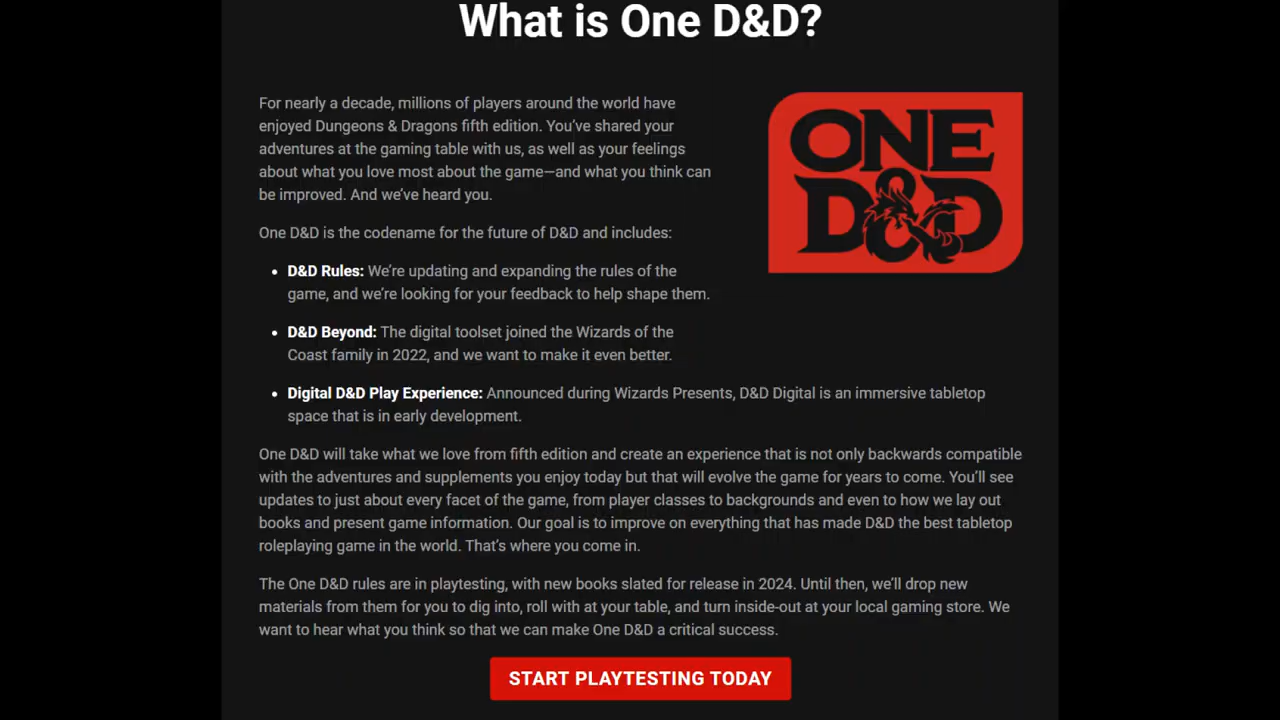 What is One D&D?
For nearly a decade, millions of players around the world have
enjoyed Dungeons & Dragons fifth edition. You've shared your
adventures at the gaming table with us, as well as your feelings
about what you love most about the game—and what you think can
be improved. And we've heard you.
ONE
D&D
One D&D is the codename for the future of D&D and includes:
• D&D Rules: We're updating and expanding the rules of the
game, and we're looking for your feedback to help shape them.
• D&D Beyond: The digital toolset joined the Wizards of the
Coast family in 2022, and we want to make it even better.
• Digital D&D Play Experience: Announced during Wizards Presents, D&D Digital is an immersive tabletop
space that is in early development.
One D&D will take what we love from fifth edition and create an experience that is not only backwards compatible
with the adventures and supplements you enjoy today but that will evolve the game for years to come. You'll see
updates to just about every facet of the game, from player classes to backgrounds and even to how we lay out
books and present game information. Our goal is to improve on everything that has made D&D the best tabletop
roleplaying game in the world. That's where you come in.
The One D&D rules are in playtesting, with new books slated for release in 2024. Until then, we'll drop new
materials from them for you to dig into, roll with at your table, and turn inside-out at your local gaming store. We
want to hear what you think so that we can make One D&D a critical success.
START PLAYTESTING TODAY